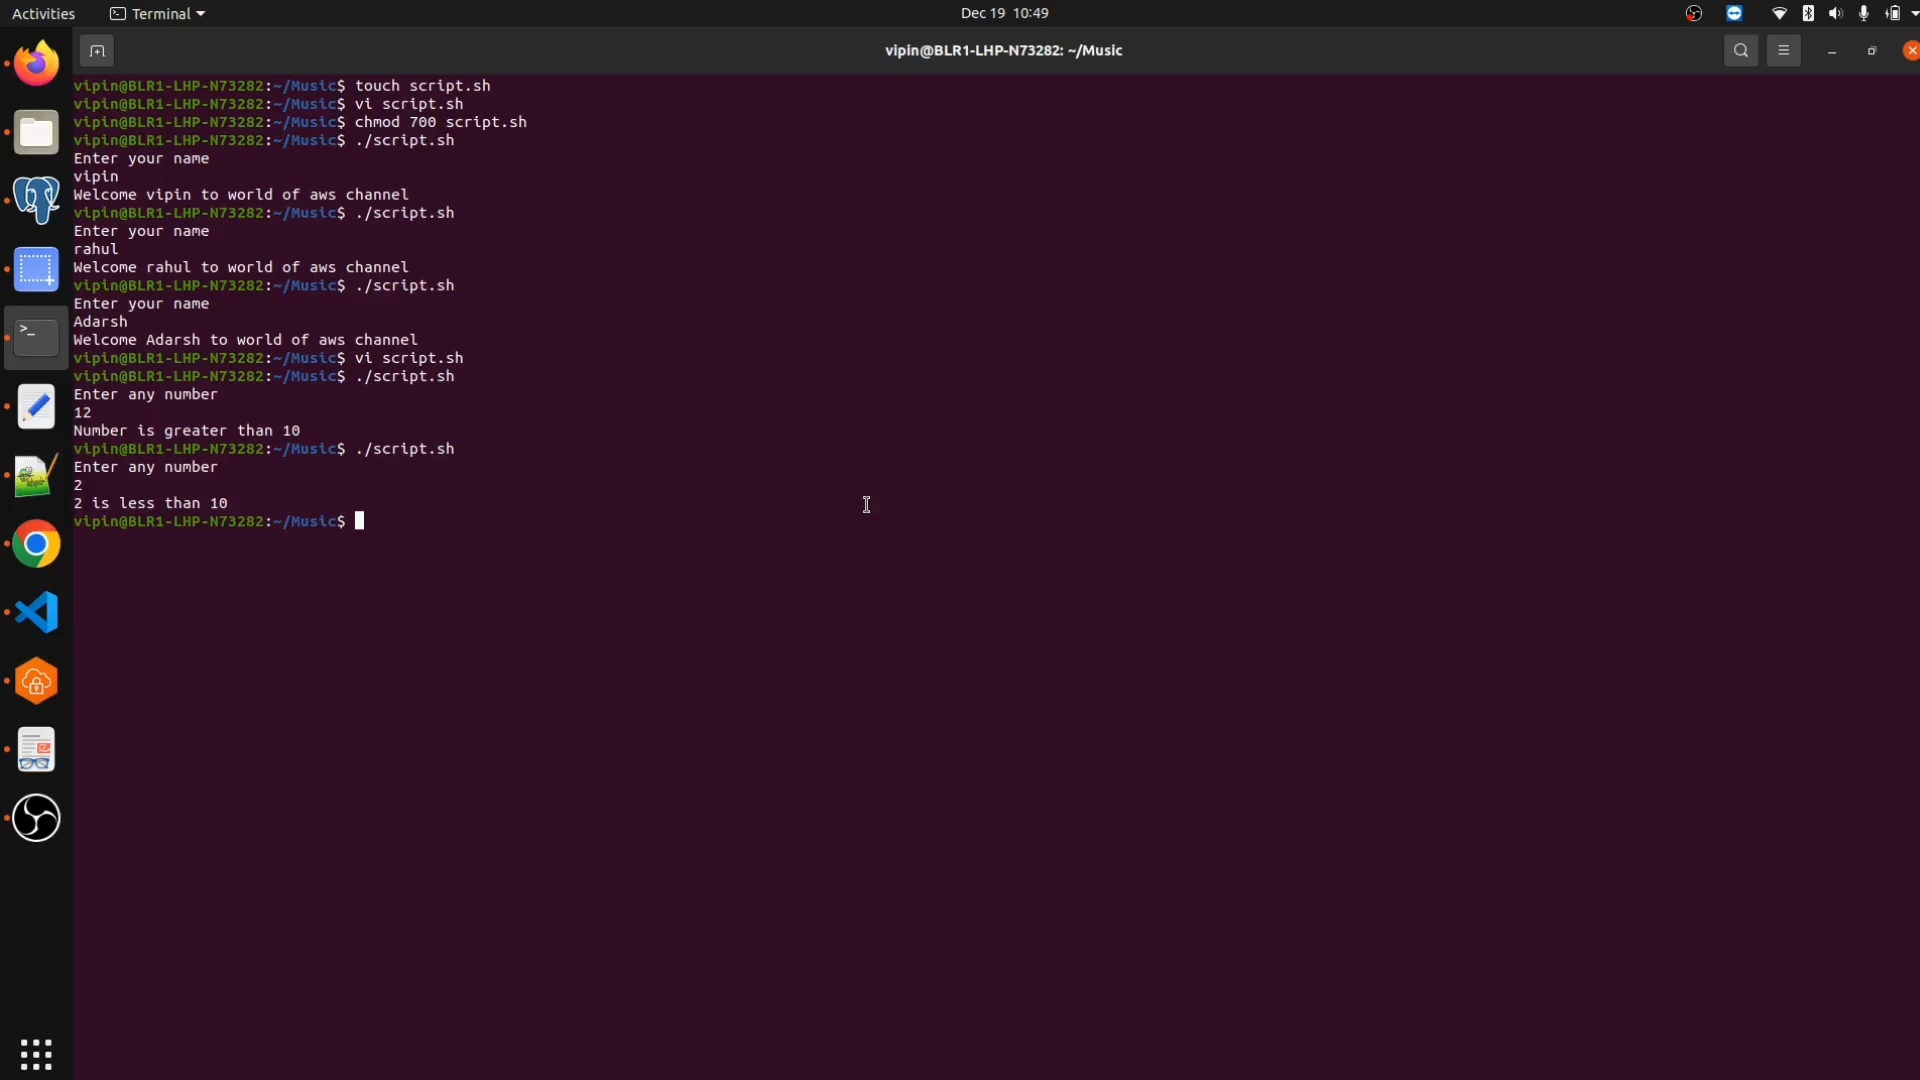 Activities
Terminal
Dec 19 10:49
vipin@BLR1-LHP-N73282: ~/Music
vipin@BLR1-LHP-N73282:~/Music$ touch script.sh
vipin@BLR1-LHP-N73282:~/Music$ vi script.sh
vipin@BLR1-LHP-N73282:~/Music$ chmod 700 script.sh
vipin@BLR1-LHP-N73282:~/Music$ ./script.sh
Enter your name
vipin
Welcome vipin to world of aws channel
vipin@BLR1-LHP-N73282:~/Music$ ./script.sh
Enter your name
rahul
Welcome rahul to world of aws channel
vipin@BLR1-LHP-N73282:~/Music$ ./script.sh
Enter your name
Adarsh
Welcome Adarsh to world of aws channel
vipin@BLR1-LHP-N73282:~/Music$ vi script.sh
vipin@BLR1-LHP-N73282:~/Music$ ./script.sh
Enter any number
12
Number is greater than 10
vipin@BLR1-LHP-N73282:~/Music$ ./script.sh
Enter any number
2
2 is less than 10
vipin@BLR1-LHP-N73282:~/Music$